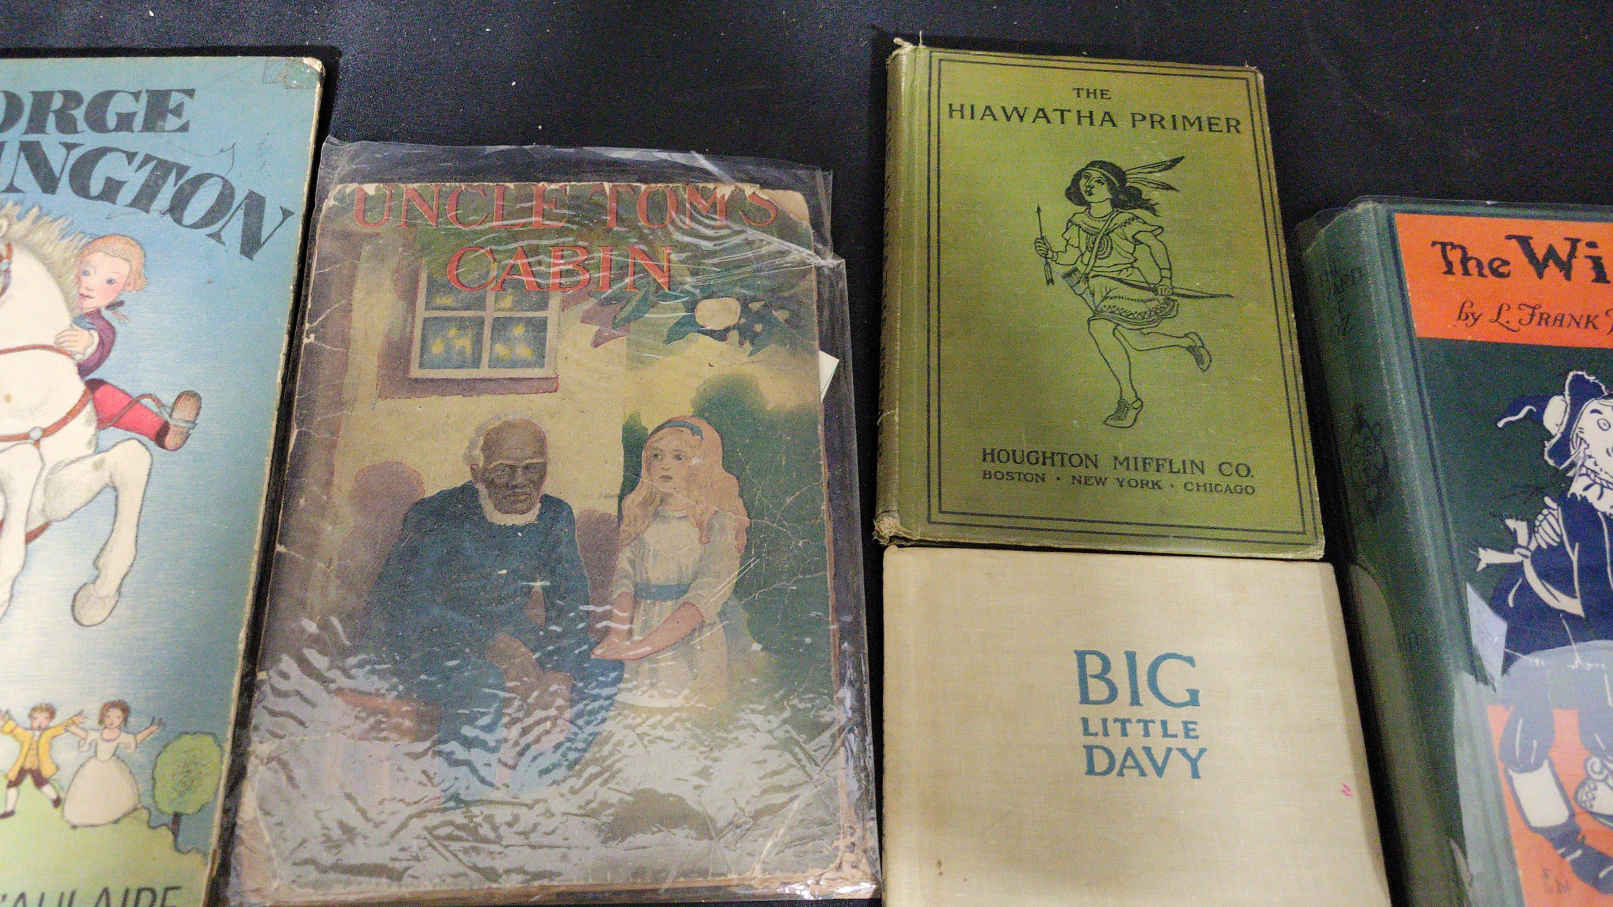 ORGE
INGTON
'AULAIRE
UNCLE TOM'S
CABIN
THE
HIAWATHA PRIMER
HOUGHTON MIFFLIN CO.
BOSTON · NEW YORK · CHICAGO
BIG
LITTLE
DAVY
The Wi
by L. FRANK